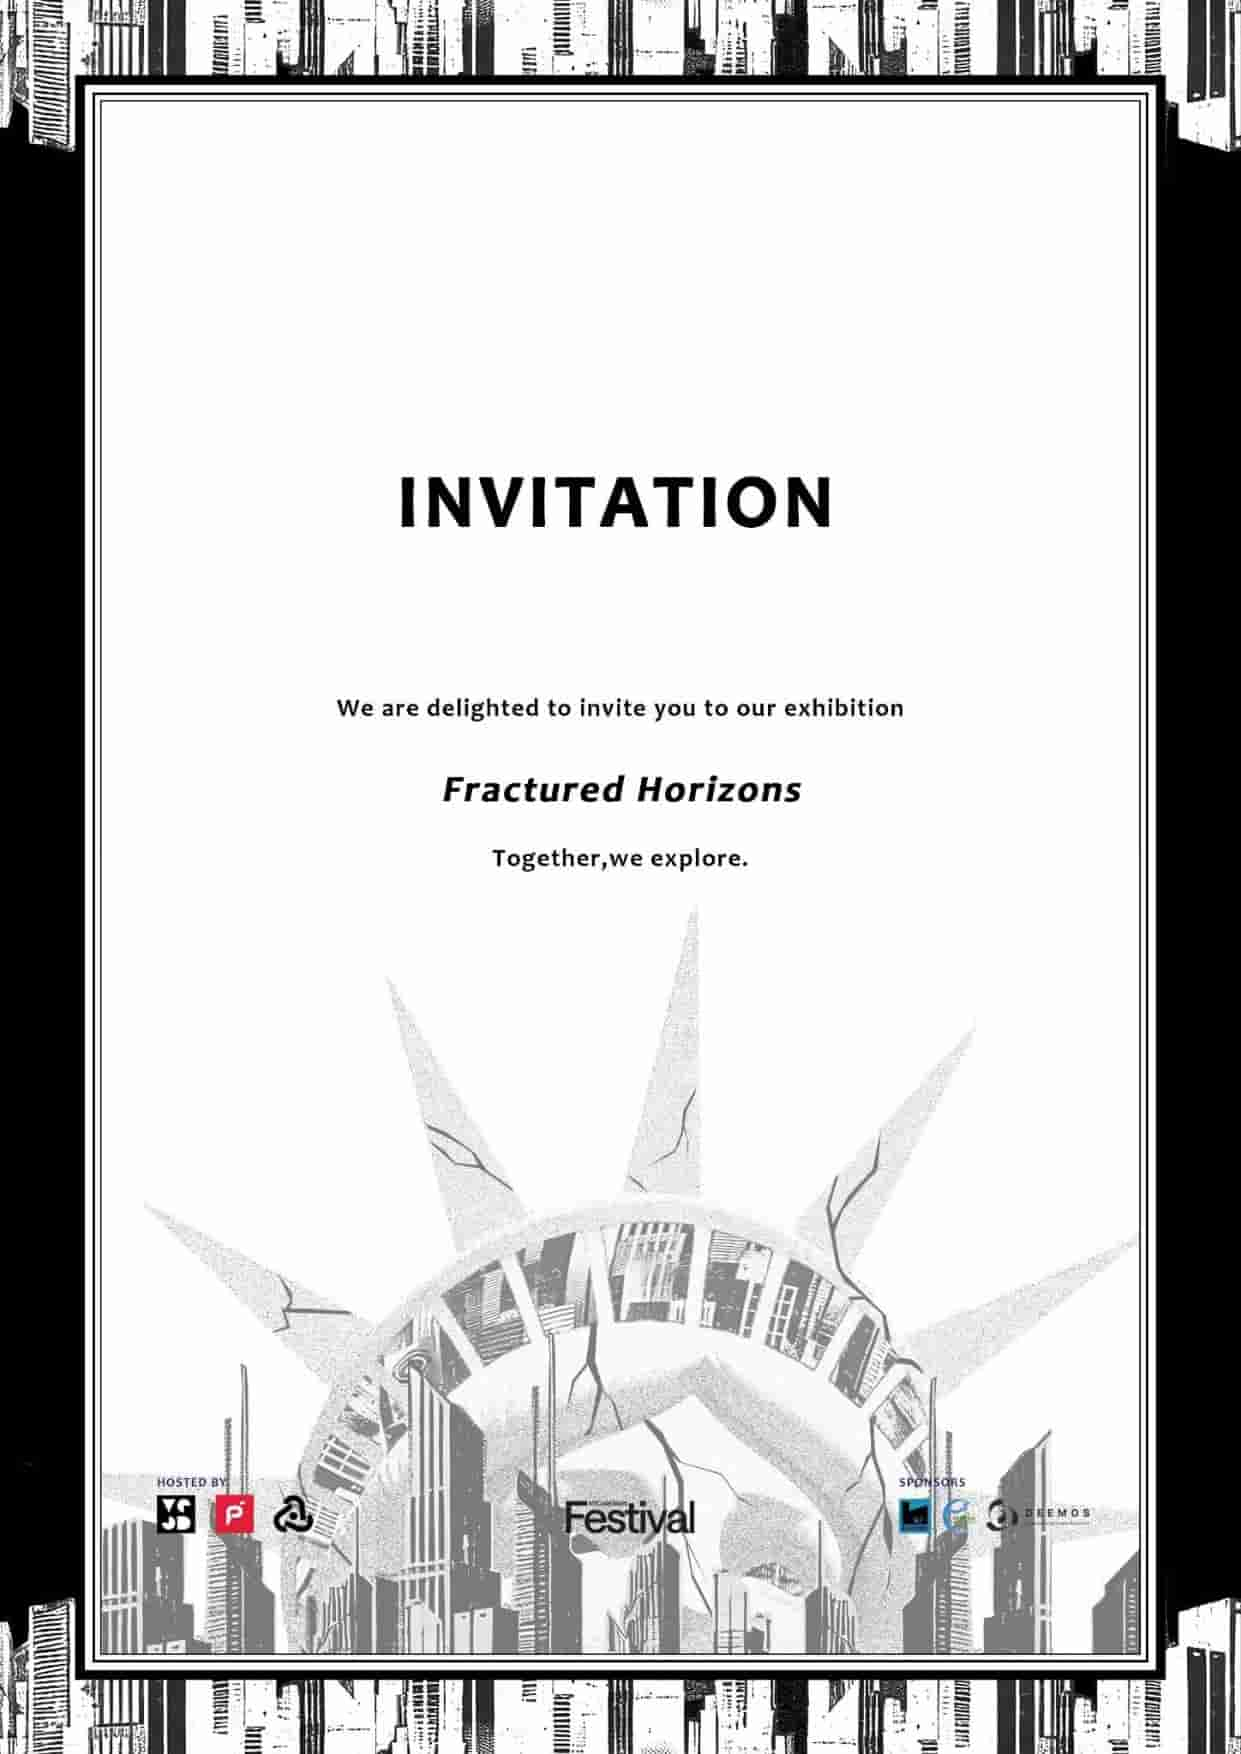 INVITATION
We are delighted to invite you to our exhibition
Fractured Horizons
Together,we explore.
HOSTED BY:
SPONSORS
Festival
DEEMOS